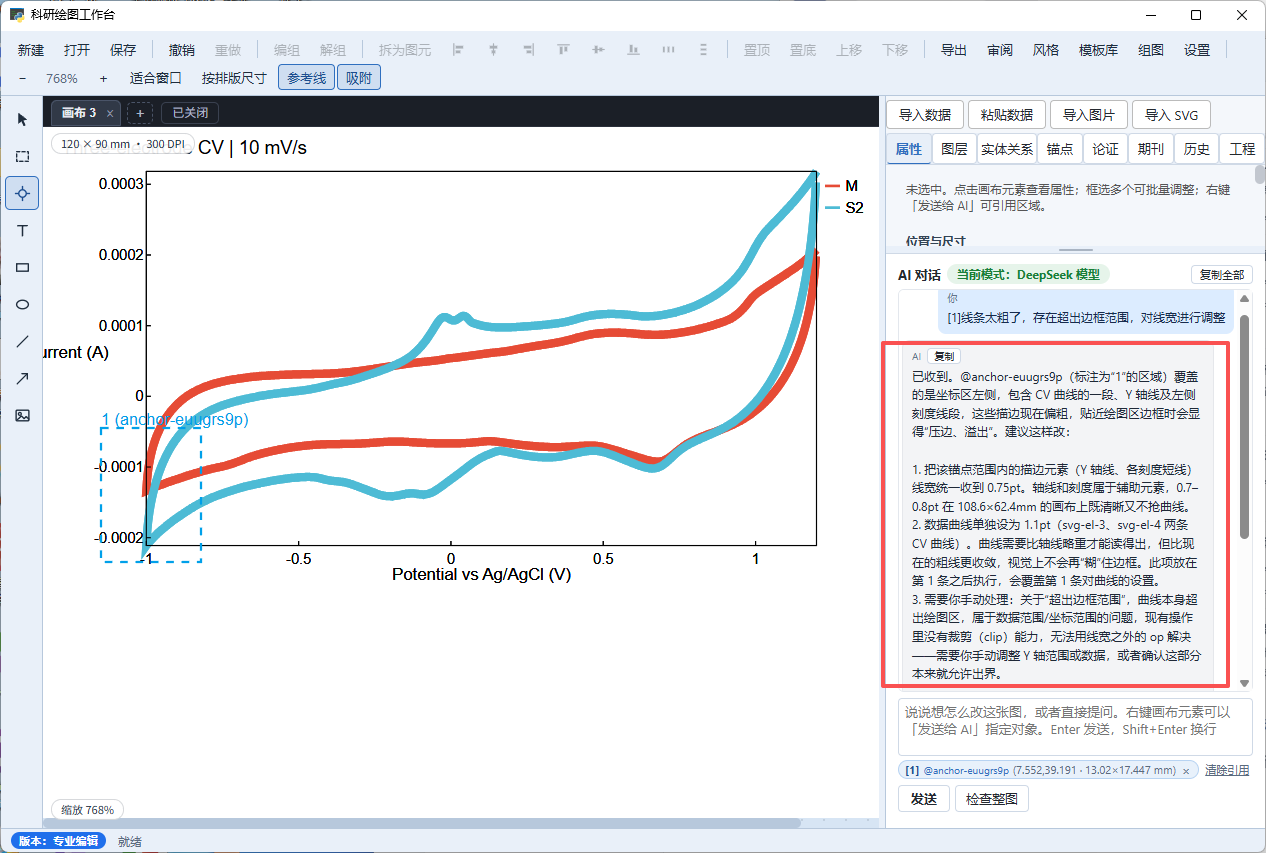 科研绘图工作台
新建 打开 保存 撤销 重做 编组 解组 拆为图元 置顶 置底 上移 下移 导出 审阅 风格 模板库 组图 设置
− 768% + 适合窗口 按排版尺寸 参考线 吸附
画布 3 × + 已关闭
120 × 90 mm · 300 DPI
CV | 10 mV/s
0.0003
0.0002
0.0001
0
-0.0001
-0.0002
urrent (A)
1 (anchor-euugrs9p)
-1 -0.5 0 0.5 1
Potential vs Ag/AgCl (V)
M
S2
缩放 768%
导入数据 粘贴数据 导入图片 导入 SVG
属性 图层 实体关系 锚点 论证 期刊 历史 工程
未选中。点击画布元素查看属性；框选多个可批量调整；右键
「发送给 AI」可引用区域。
位置与尺寸
AI 对话 当前模式：DeepSeek 模型 复制全部
你
[1]线条太粗了，存在超出边框范围，对线宽进行调整
AI 复制
已收到。@anchor-euugrs9p（标注为“1”的区域）覆盖
的是坐标区左侧，包含 CV 曲线的一段、Y 轴线及左侧
刻度线段，这些描边现在偏粗，贴近绘图区边框时会显
得“压边、溢出”。建议这样改：
1. 把该锚点范围内的描边元素（Y 轴线、各刻度短线）
线宽统一收到 0.75pt。轴线和刻度属于辅助元素，0.7–
0.8pt 在 108.6×62.4mm 的画布上既清晰又不抢曲线。
2. 数据曲线单独设为 1.1pt（svg-el-3、svg-el-4 两条
CV 曲线）。曲线需要比轴线略重才能读得出，但比现
在的粗线更收敛，视觉上不会再“糊”住边框。此项放在
第 1 条之后执行，会覆盖第 1 条对曲线的设置。
3. 需要你手动处理：关于“超出边框范围”，曲线本身超
出绘图区，属于数据范围/坐标范围的问题，现有操作
里没有裁剪（clip）能力，无法用线宽之外的 op 解决
——需要你手动调整 Y 轴范围或数据，或者确认这部分
本来就允许出界。
说说想怎么改这张图，或者直接提问。右键画布元素可以
「发送给 AI」指定对象。Enter 发送，Shift+Enter 换行
[1] @anchor-euugrs9p (7.552,39.191 · 13.02×17.447 mm) × 清除引用
发送 检查整图
版本：专业编辑 就绪